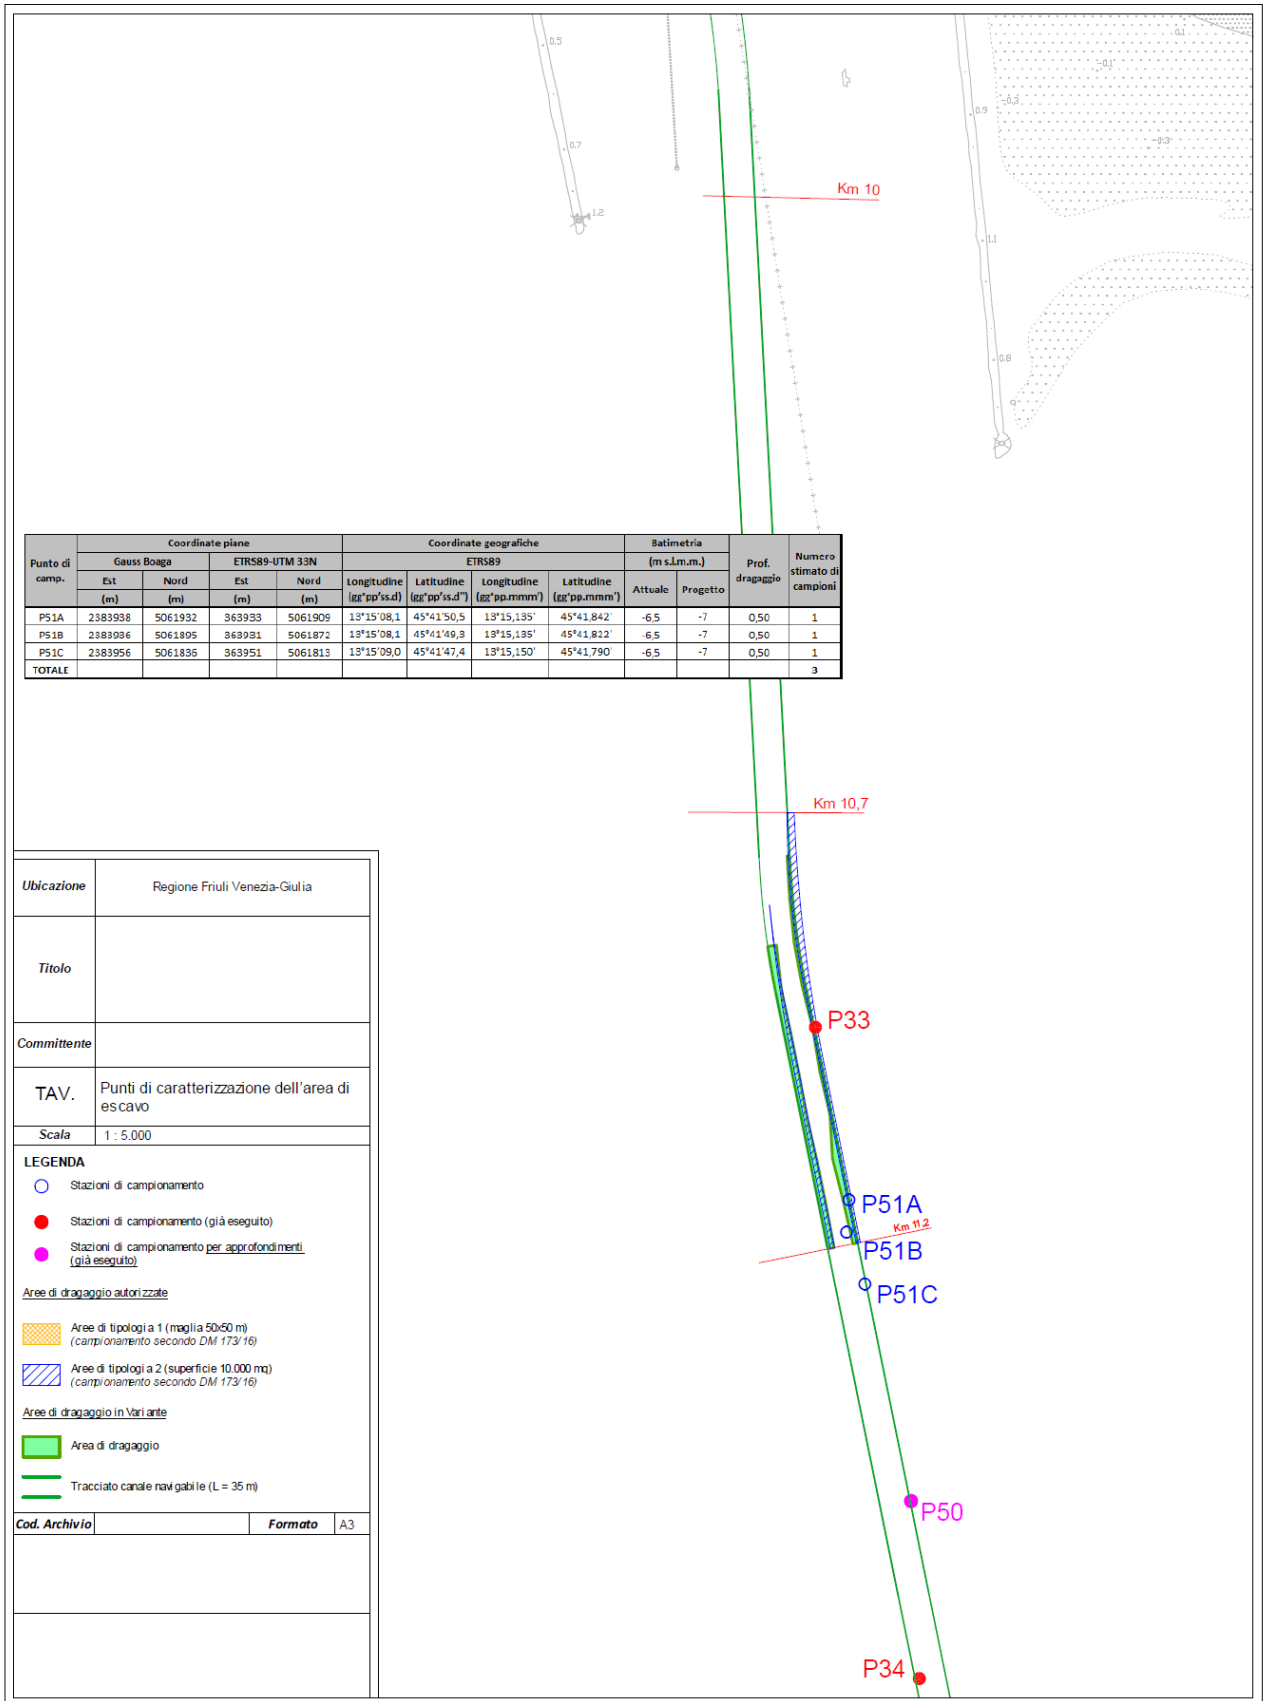 0.5
0.1
-0.1
-0.3
0.9
0.7
-0.3
Km 10
1.2
1.1
0.8
Punto di camp. Coordinate piane Coordinate geografiche Batimetria Prof. dragaggio Numero stimato di campioni
Gauss Boaga ETRS89-UTM 33N ETRS89 (m s.l.m.m.)
Est Nord Est Nord Longitudine Latitudine Longitudine Latitudine Attuale Progetto
(m) (m) (m) (m) (gg°pp'ss.d) (gg°pp'ss.d") (gg°pp.mmm') (gg°pp.mmm')
P51A 2383938 5061932 363933 5061909 13°15'08,1 45°41'50,5 13°15,135' 45°41,842' -6,5 -7 0,50 1
P51B 2383936 5061895 363931 5061872 13°15'08,1 45°41'49,3 13°15,135' 45°41,822' -6,5 -7 0,50 1
P51C 2383956 5061836 363951 5061813 13°15'09,0 45°41'47,4 13°15,150' 45°41,790' -6,5 -7 0,50 1
TOTALE 3
Km 10,7
P33
P51A
Km 11,2
P51B
P51C
P50
P34
Ubicazione Regione Friuli Venezia-Giulia
Titolo
Committente
TAV. Punti di caratterizzazione dell'area di
escavo
Scala 1 : 5.000
LEGENDA
Stazioni di campionamento
Stazioni di campionamento (già eseguito)
Stazioni di campionamento per approfondimenti
(già eseguito)
Aree di dragaggio autorizzate
Aree di tipologia 1 (maglia 50x50 m)
(campionamento secondo DM 173/16)
Aree di tipologia 2 (superficie 10.000 mq)
(campionamento secondo DM 173/16)
Aree di dragaggio in Variante
Area di dragaggio
Tracciato canale navigabile (L = 35 m)
Cod. Archivio Formato A3